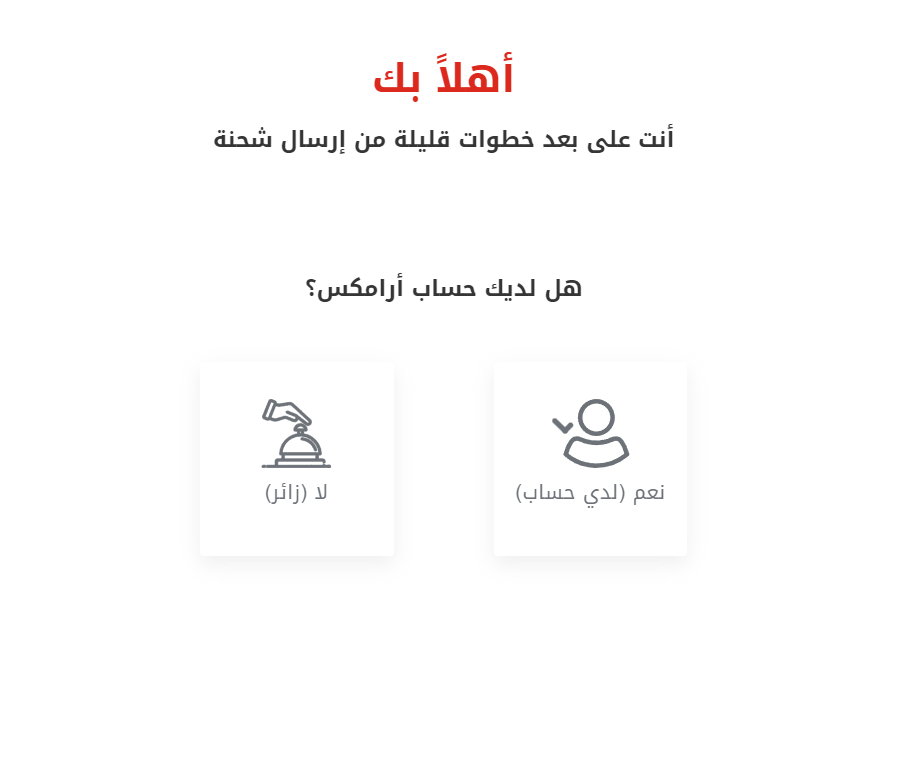 أهلاً بك
أنت على بعد خطوات قليلة من إرسال شحنة
هل لديك حساب أرامكس؟
نعم (لدي حساب)
لا (زائر)